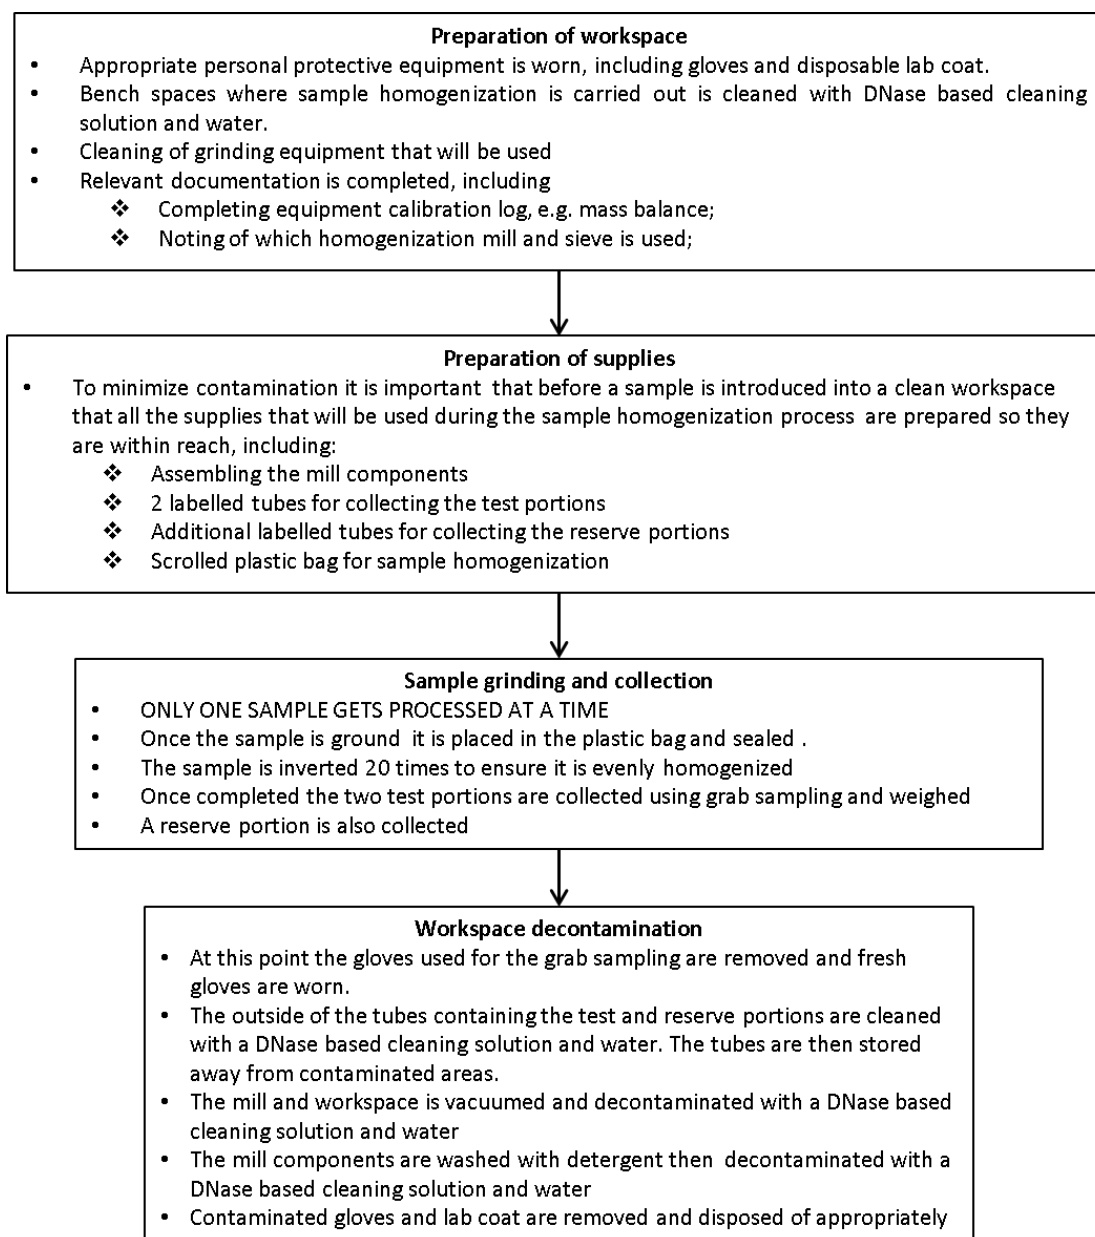 Preparation of workspace
• Appropriate personal protective equipment is worn, including gloves and disposable lab coat.
• Bench spaces where sample homogenization is carried out is cleaned with DNase based cleaning
solution and water.
• Cleaning of grinding equipment that will be used
• Relevant documentation is completed, including
❖ Completing equipment calibration log, e.g. mass balance;
❖ Noting of which homogenization mill and sieve is used;
Preparation of supplies
• To minimize contamination it is important that before a sample is introduced into a clean workspace
that all the supplies that will be used during the sample homogenization process are prepared so they
are within reach, including:
❖ Assembling the mill components
❖ 2 labelled tubes for collecting the test portions
❖ Additional labelled tubes for collecting the reserve portions
❖ Scrolled plastic bag for sample homogenization
Sample grinding and collection
• ONLY ONE SAMPLE GETS PROCESSED AT A TIME
• Once the sample is ground it is placed in the plastic bag and sealed .
• The sample is inverted 20 times to ensure it is evenly homogenized
• Once completed the two test portions are collected using grab sampling and weighed
• A reserve portion is also collected
Workspace decontamination
• At this point the gloves used for the grab sampling are removed and fresh
gloves are worn.
• The outside of the tubes containing the test and reserve portions are cleaned
with a DNase based cleaning solution and water. The tubes are then stored
away from contaminated areas.
• The mill and workspace is vacuumed and decontaminated with a DNase based
cleaning solution and water
• The mill components are washed with detergent then decontaminated with a
DNase based cleaning solution and water
• Contaminated gloves and lab coat are removed and disposed of appropriately